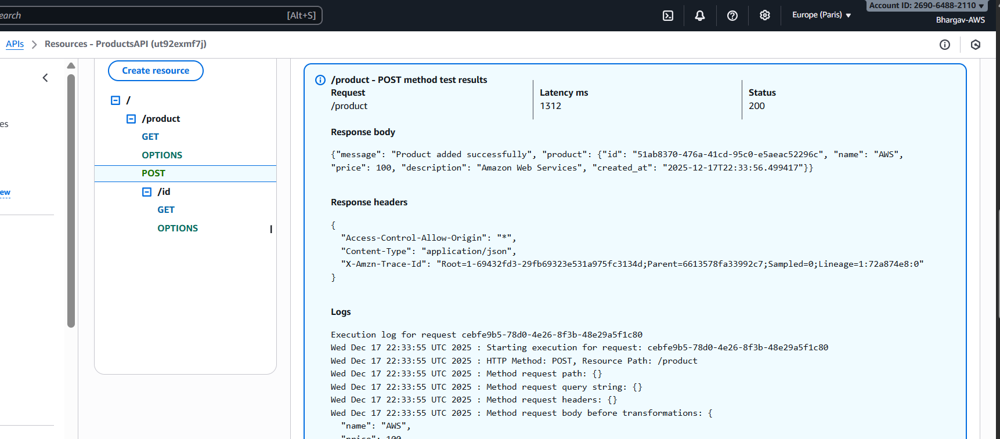 earch
[Alt+S]
Europe (Paris)
Account ID: 2690-6488-2110
Bhargav-AWS
APIs
Resources - ProductsAPI (ut92exmf7j)
es
ew
Create resource
/
/product
GET
OPTIONS
POST
/id
GET
OPTIONS
/product - POST method test results
Request
/product
Latency ms
1312
Status
200
Response body
{"message": "Product added successfully", "product": {"id": "51ab8370-476a-41cd-95c0-e5aeac52296c", "name": "AWS",
"price": 100, "description": "Amazon Web Services", "created_at": "2025-12-17T22:33:56.499417"}}
Response headers
{
"Access-Control-Allow-Origin": "*",
"Content-Type": "application/json",
"X-Amzn-Trace-Id": "Root=1-69432fd3-29fb69323e531a975fc3134d;Parent=6613578fa33992c7;Sampled=0;Lineage=1:72a874e8:0"
}
Logs
Execution log for request cebfe9b5-78d0-4e26-8f3b-48e29a5f1c80
Wed Dec 17 22:33:55 UTC 2025 : Starting execution for request: cebfe9b5-78d0-4e26-8f3b-48e29a5f1c80
Wed Dec 17 22:33:55 UTC 2025 : HTTP Method: POST, Resource Path: /product
Wed Dec 17 22:33:55 UTC 2025 : Method request path: {}
Wed Dec 17 22:33:55 UTC 2025 : Method request query string: {}
Wed Dec 17 22:33:55 UTC 2025 : Method request headers: {}
Wed Dec 17 22:33:55 UTC 2025 : Method request body before transformations: {
"name": "AWS",
"price": 100